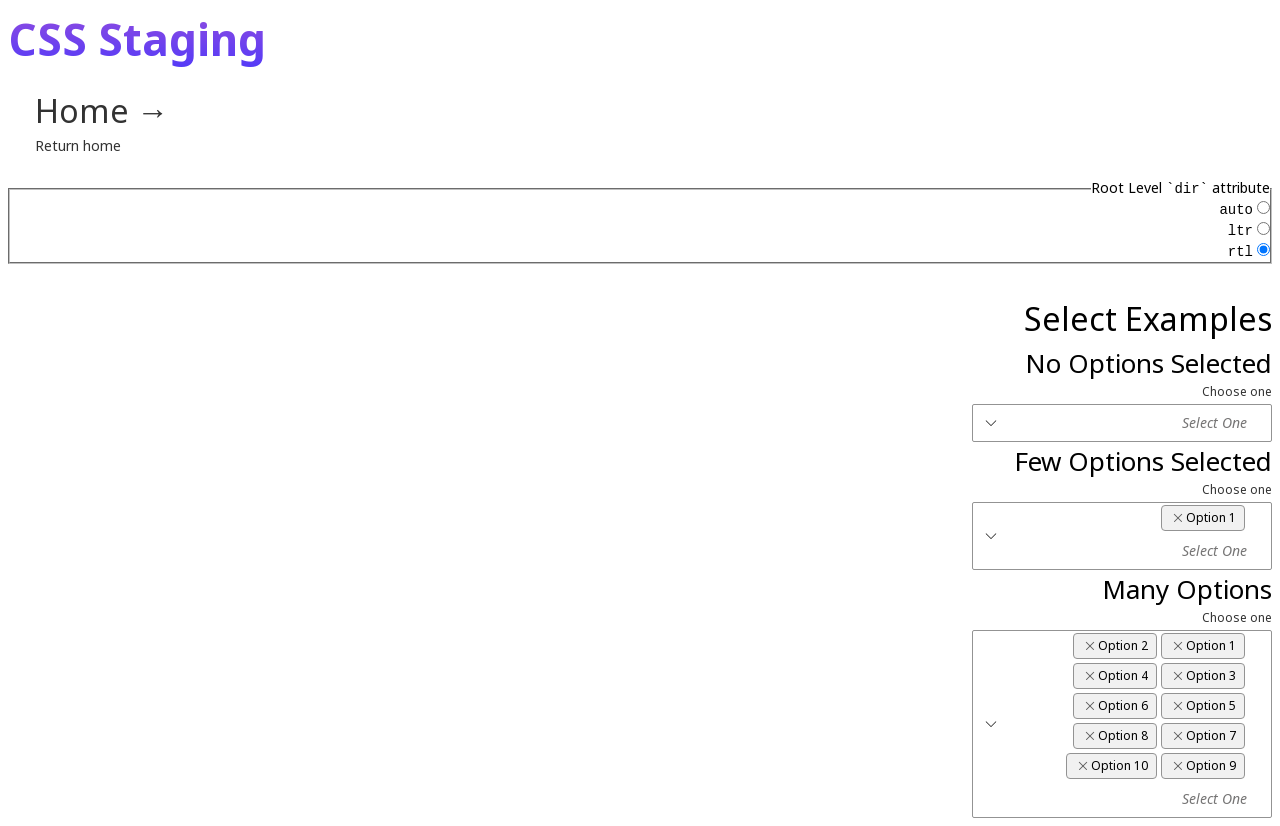 CSS Staging
Home →
Return home
Root Level `dir` attribute
auto
ltr
rtl
Select Examples
No Options Selected
Choose one
Select One
Few Options Selected
Choose one
Option 1
Select One
Many Options
Choose one
Option 2 Option 1
Option 4 Option 3
Option 6 Option 5
Option 8 Option 7
Option 10 Option 9
Select One